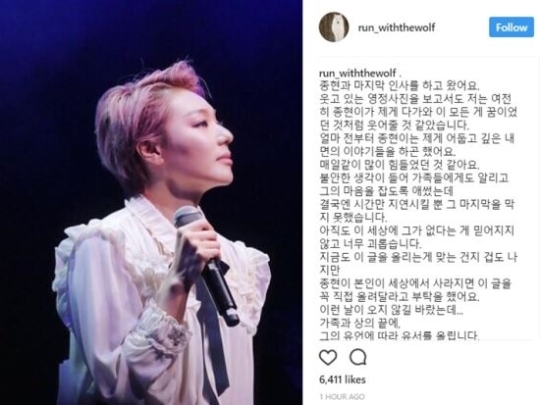 run_withthewolf
Follow
run_withthewolf .
종현과 마지막 인사를 하고 왔어요.
웃고 있는 영정사진을 보고서도 저는 여전
히 종현이가 제게 다가와 이 모든 게 꿈이었
던 것처럼 웃어줄 것 같았습니다.
얼마 전부터 종현이는 제게 어둡고 깊은 내
면의 이야기들을 하곤 했어요.
매일같이 많이 힘들었던 것 같아요.
불안한 생각이 들어 가족들에게도 알리고
그의 마음을 잡도록 애썼는데
결국엔 시간만 지연시킬 뿐 그 마지막을 막
지 못했습니다.
아직도 이 세상에 그가 없다는 게 믿어지지
않고 너무 괴롭습니다.
지금도 이 글을 올리는게 맞는 건지 겁도 나
지만
종현이 본인이 세상에서 사라지면 이 글을
꼭 직접 올려달라고 부탁을 했어요.
이런 날이 오지 않길 바랐는데...
가족과 상의 끝에,
그의 유언에 따라 유서를 올립니다.
6,411 likes
1 HOUR AGO